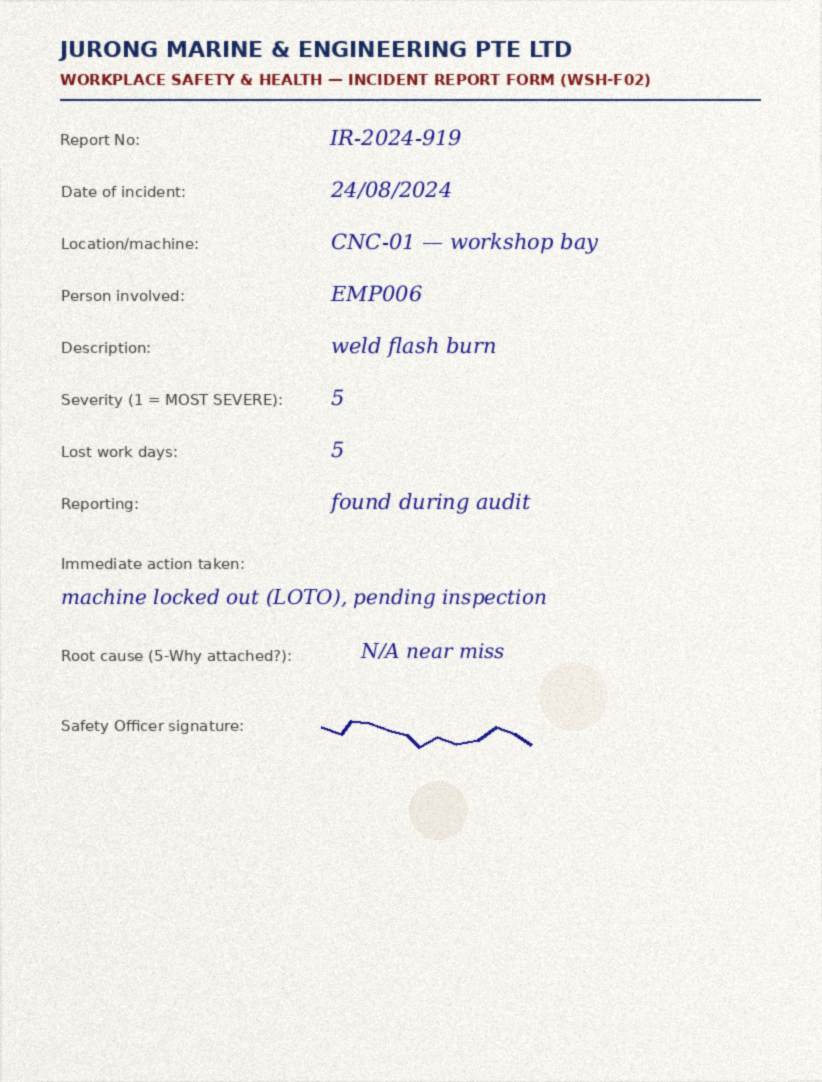 JURONG MARINE & ENGINEERING PTE LTD
WORKPLACE SAFETY & HEALTH — INCIDENT REPORT FORM (WSH-F02)
Report No: IR-2024-919
Date of incident: 24/08/2024
Location/machine: CNC-01 — workshop bay
Person involved: EMP006
Description: weld flash burn
Severity (1 = MOST SEVERE): 5
Lost work days: 5
Reporting: found during audit
Immediate action taken:
machine locked out (LOTO), pending inspection
Root cause (5-Why attached?): N/A near miss
Safety Officer signature: